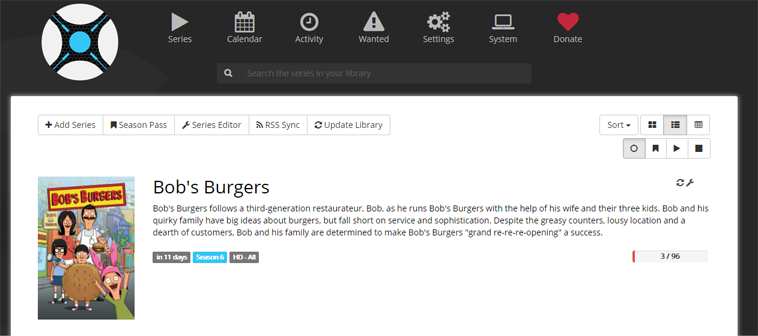 Series
Calendar
Activity
Wanted
Settings
System
Donate
Search the series in your library
Add Series
Season Pass
Series Editor
RSS Sync
Update Library
Sort
BOB'S BURGERS
Bob's Burgers
Bob's Burgers follows a third-generation restaurateur, Bob, as he runs Bob's Burgers with the help of his wife and their three kids. Bob and his
quirky family have big ideas about burgers, but fall short on service and sophistication. Despite the greasy counters, lousy location and a
dearth of customers, Bob and his family are determined to make Bob's Burgers "grand re-re-re-opening" a success.
in 11 days
Season 6
HD - All
3 / 96